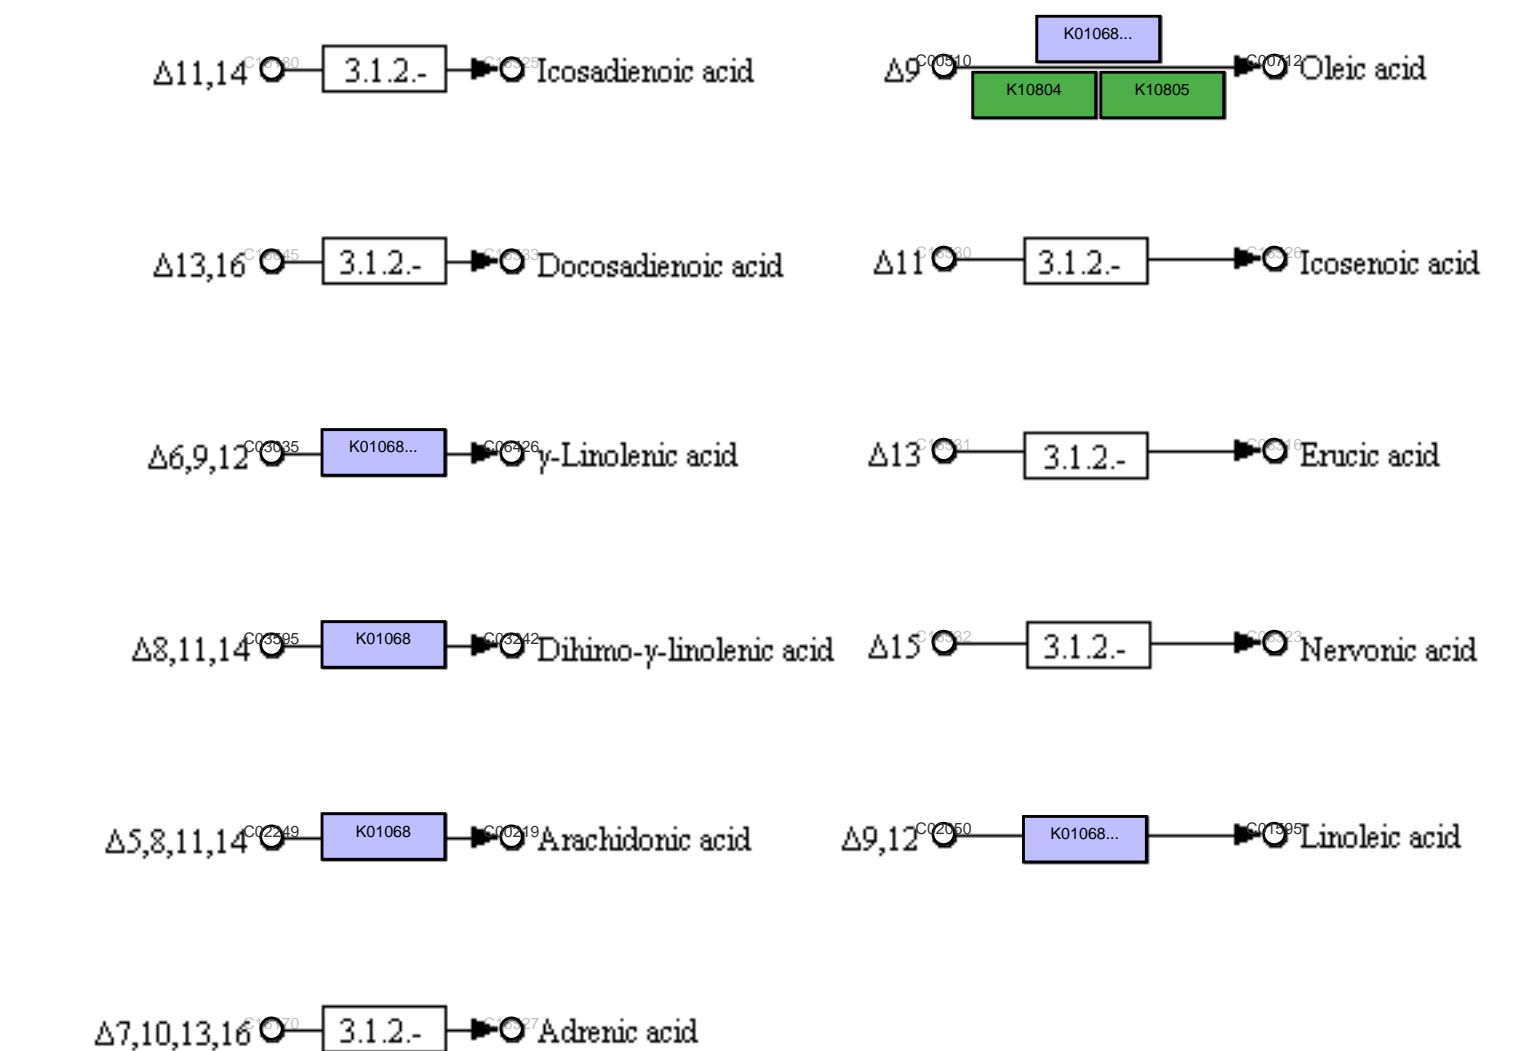 Δ11,14 3.1.2.- Icosadienoic acid
K01068...
Δ9 C00510 C00712 Oleic acid
K10804 K10805
Δ13,16 3.1.2.- Docosadienoic acid
Δ11 3.1.2.- Icosenoic acid
Δ6,9,12 C03035 K01068... C06426 γ-Linolenic acid
Δ13 3.1.2.- Erucic acid
Δ8,11,14 C03595 K01068 C03242 Dihimo-γ-linolenic acid
Δ15 3.1.2.- Nervonic acid
Δ5,8,11,14 C02249 K01068 C00219 Arachidonic acid
Δ9,12 C02050 K01068... C01595 Linoleic acid
Δ7,10,13,16 3.1.2.- Adrenic acid